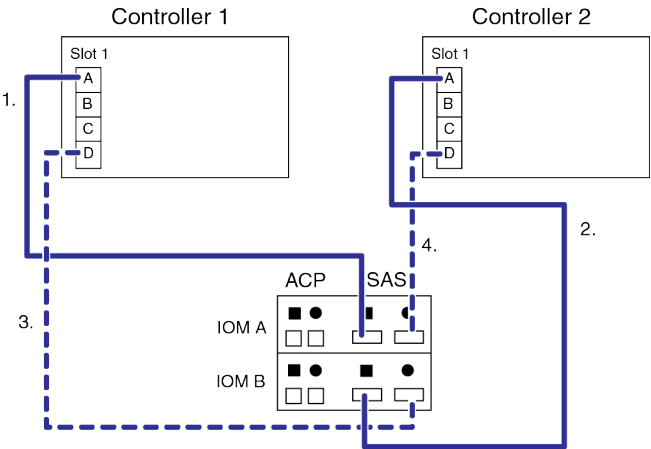 Controller 1
Controller 2
Slot 1
A
B
C
D
Slot 1
A
B
C
D
1.
2.
4.
3.
ACP
SAS
IOM A
IOM B